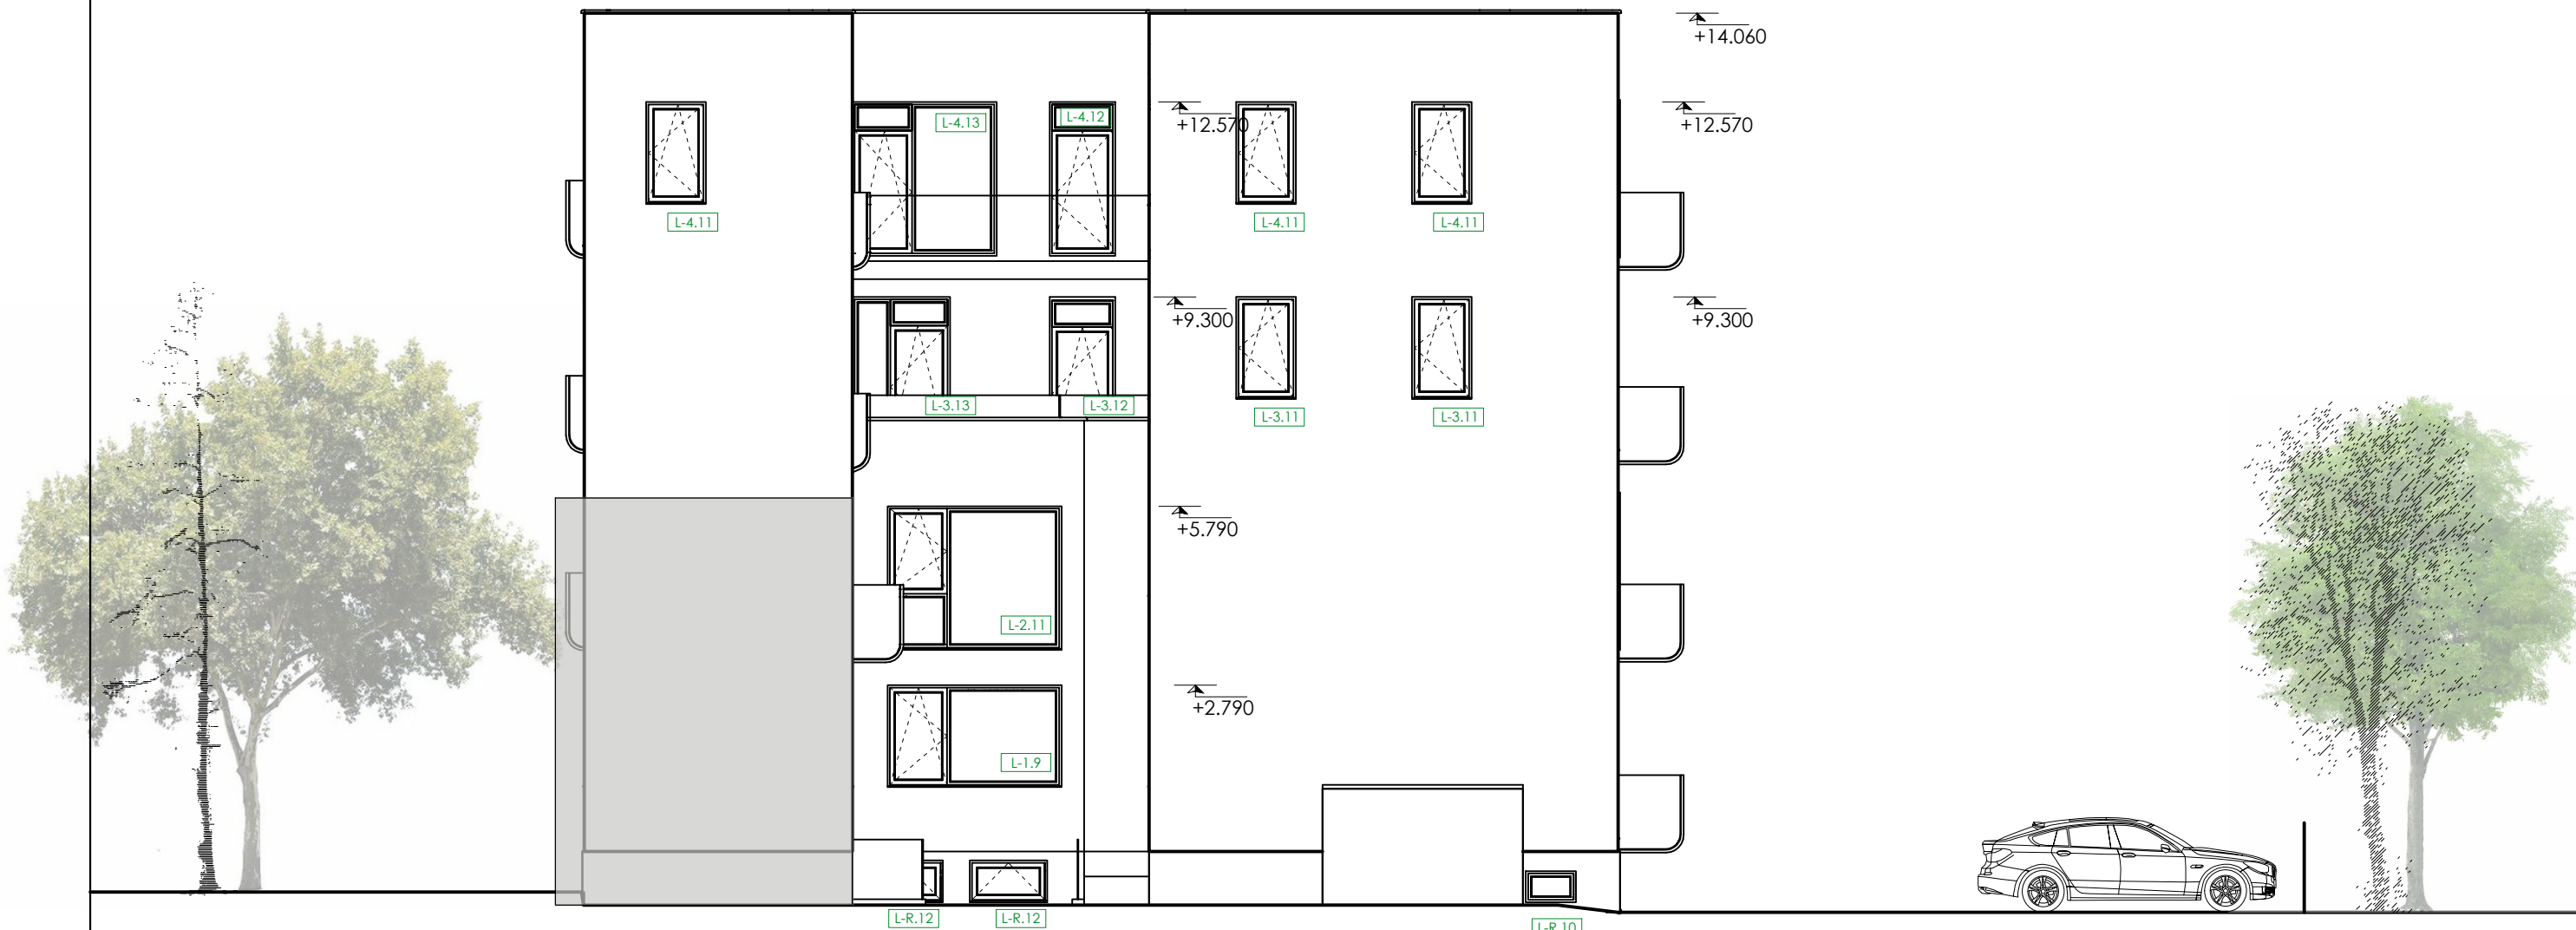 +14.060
L-4.13
L-4.12
+12.570
+12.570
L-4.11
L-4.11
L-4.11
+9.300
+9.300
L-3.13
L-3.12
L-3.11
L-3.11
+5.790
L-2.11
+2.790
L-1.9
L-R.12
L-R.12
L-R.10